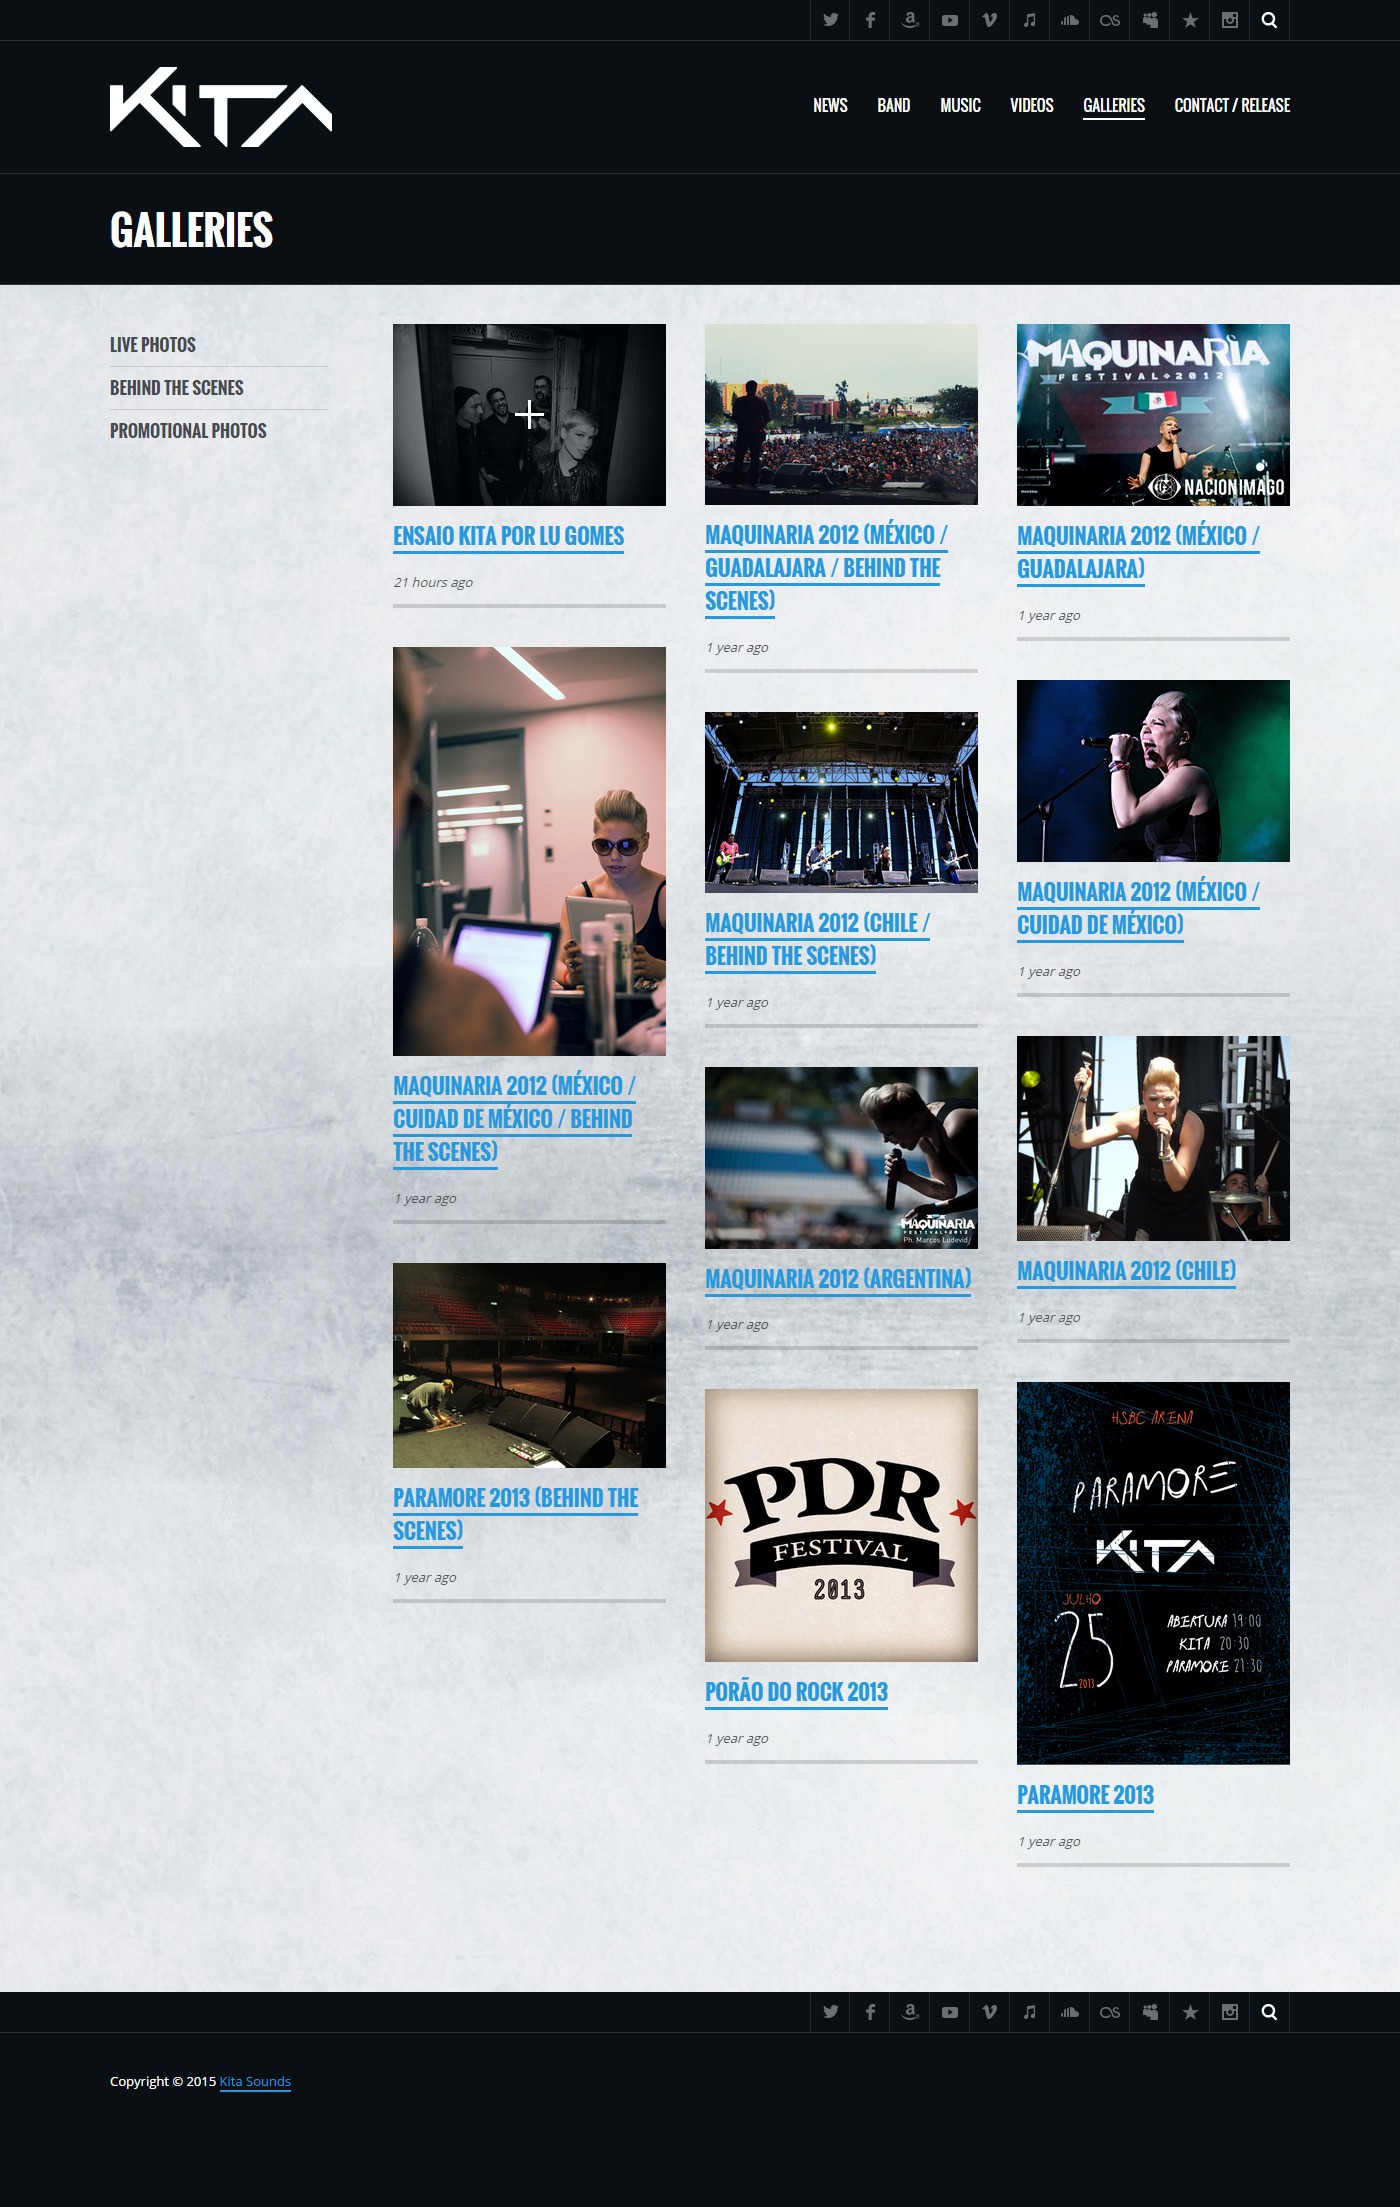 KITA
NEWS
BAND
MUSIC
VIDEOS
GALLERIES
CONTACT / RELEASE
GALLERIES
LIVE PHOTOS
BEHIND THE SCENES
PROMOTIONAL PHOTOS
ENSAIO KITA POR LU GOMES
21 hours ago
MAQUINARIA 2012 (MÉXICO /
CUIDAD DE MÉXICO / BEHIND
THE SCENES)
1 year ago
PARAMORE 2013 (BEHIND THE
SCENES)
1 year ago
MAQUINARIA 2012 (MÉXICO /
GUADALAJARA / BEHIND THE
SCENES)
1 year ago
MAQUINARIA 2012 (CHILE /
BEHIND THE SCENES)
1 year ago
MAQUINARIA
FESTIVAL+2012
Ph. Marcos Ludevid
MAQUINARIA 2012 (ARGENTINA)
1 year ago
PDR
FESTIVAL
2013
PORÃO DO ROCK 2013
1 year ago
MAQUINARIA
FESTIVAL+2012
NACIONIMAGO
MAQUINARIA 2012 (MÉXICO /
GUADALAJARA)
1 year ago
MAQUINARIA 2012 (MÉXICO /
CUIDAD DE MÉXICO)
1 year ago
MAQUINARIA 2012 (CHILE)
1 year ago
HSBC ARENA
PARAMORE
KITA
JULHO
25
2013
ABERTURA 19:00
KITA 20:30
PARAMORE 21:30
PARAMORE 2013
1 year ago
Copyright © 2015 Kita Sounds